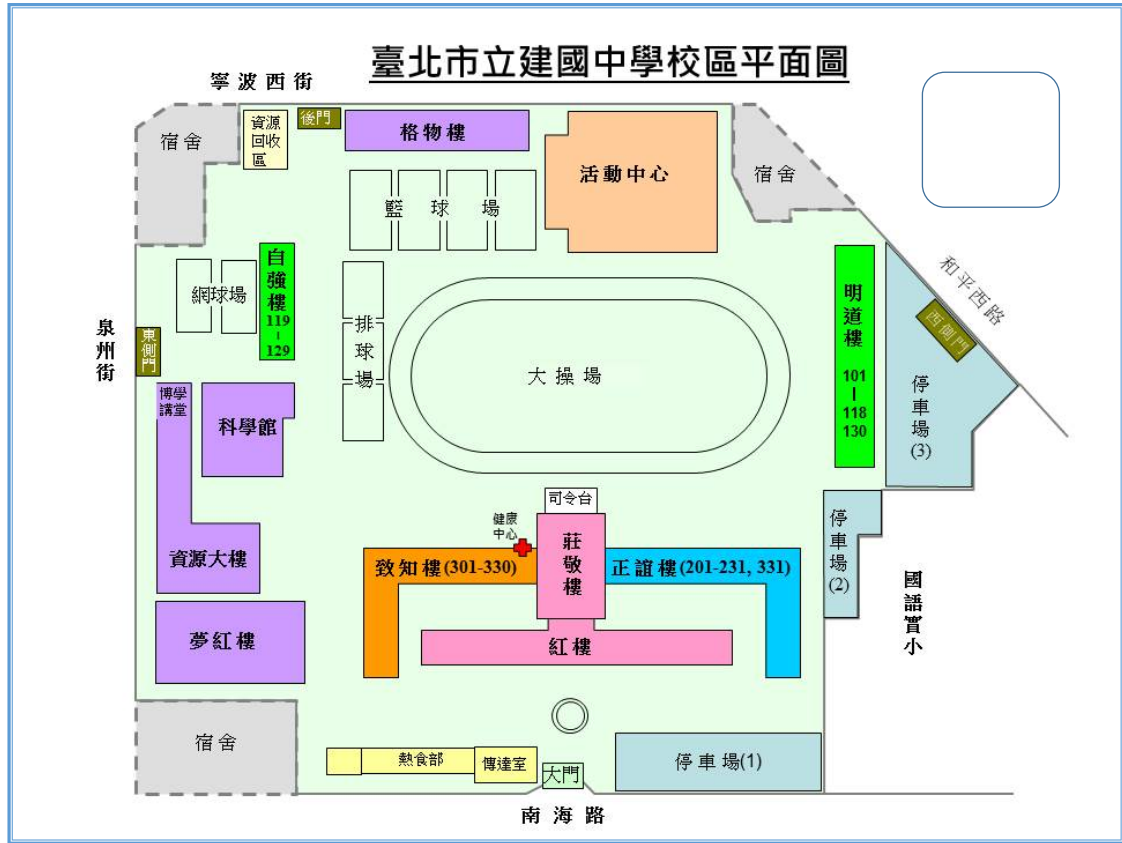 臺北市立建國中學校區平面圖
寧波西街
宿舍
資源
回收
區
後門
格物樓
活動中心
宿舍
籃球場
自強樓
119
-
129
網球場
排球場
大操場
明道樓
101
-
118
130
和平西路
西側門
停車場
(3)
泉州街
東側門
博學
講堂
科學館
司令台
健康
中心
莊敬樓
停車場
(2)
資源大樓
致知樓(301-330)
正誼樓(201-231, 331)
國語實小
夢紅樓
紅樓
宿舍
熱食部
傳達室
大門
停車場(1)
南海路